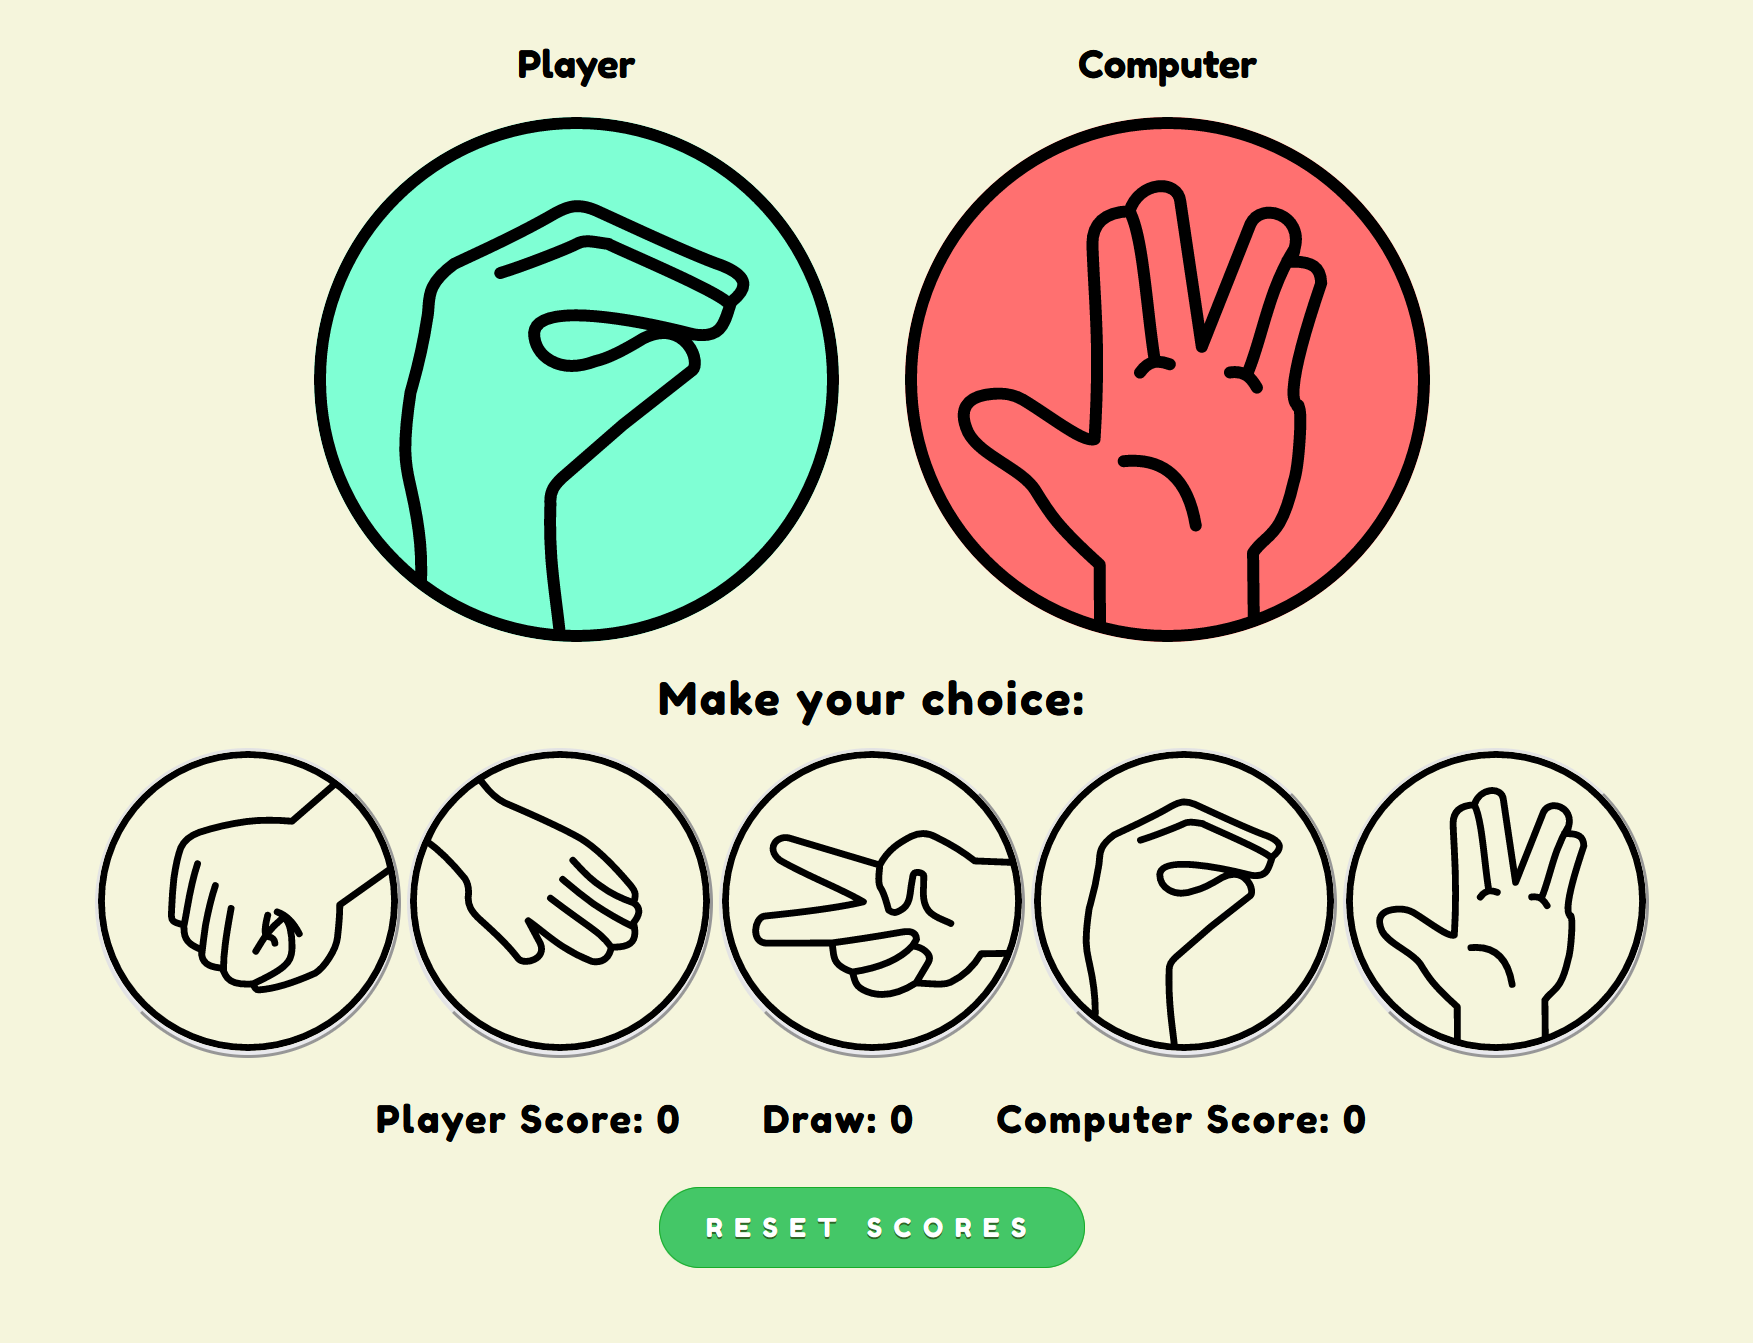 Player
Computer
Make your choice:
Player Score: 0
Draw: 0
Computer Score: 0
RESET SCORES